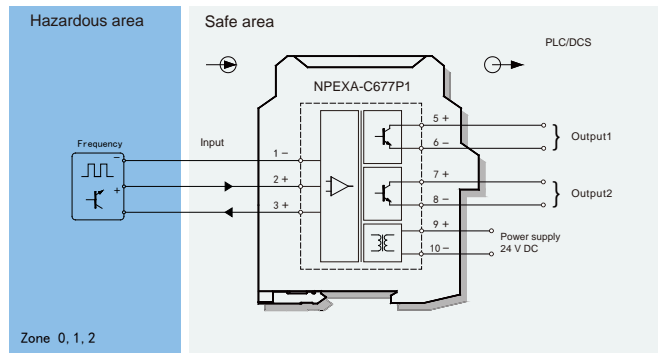 Hazardous area
Safe area
PLC/DCS
NPEXA-C677P1
Frequency
−
+
Input
1 −
2 +
3 +
5 +
6 −
Output1
7 +
8 −
Output2
9 +
10 −
Power supply
24 V DC
Zone 0, 1, 2